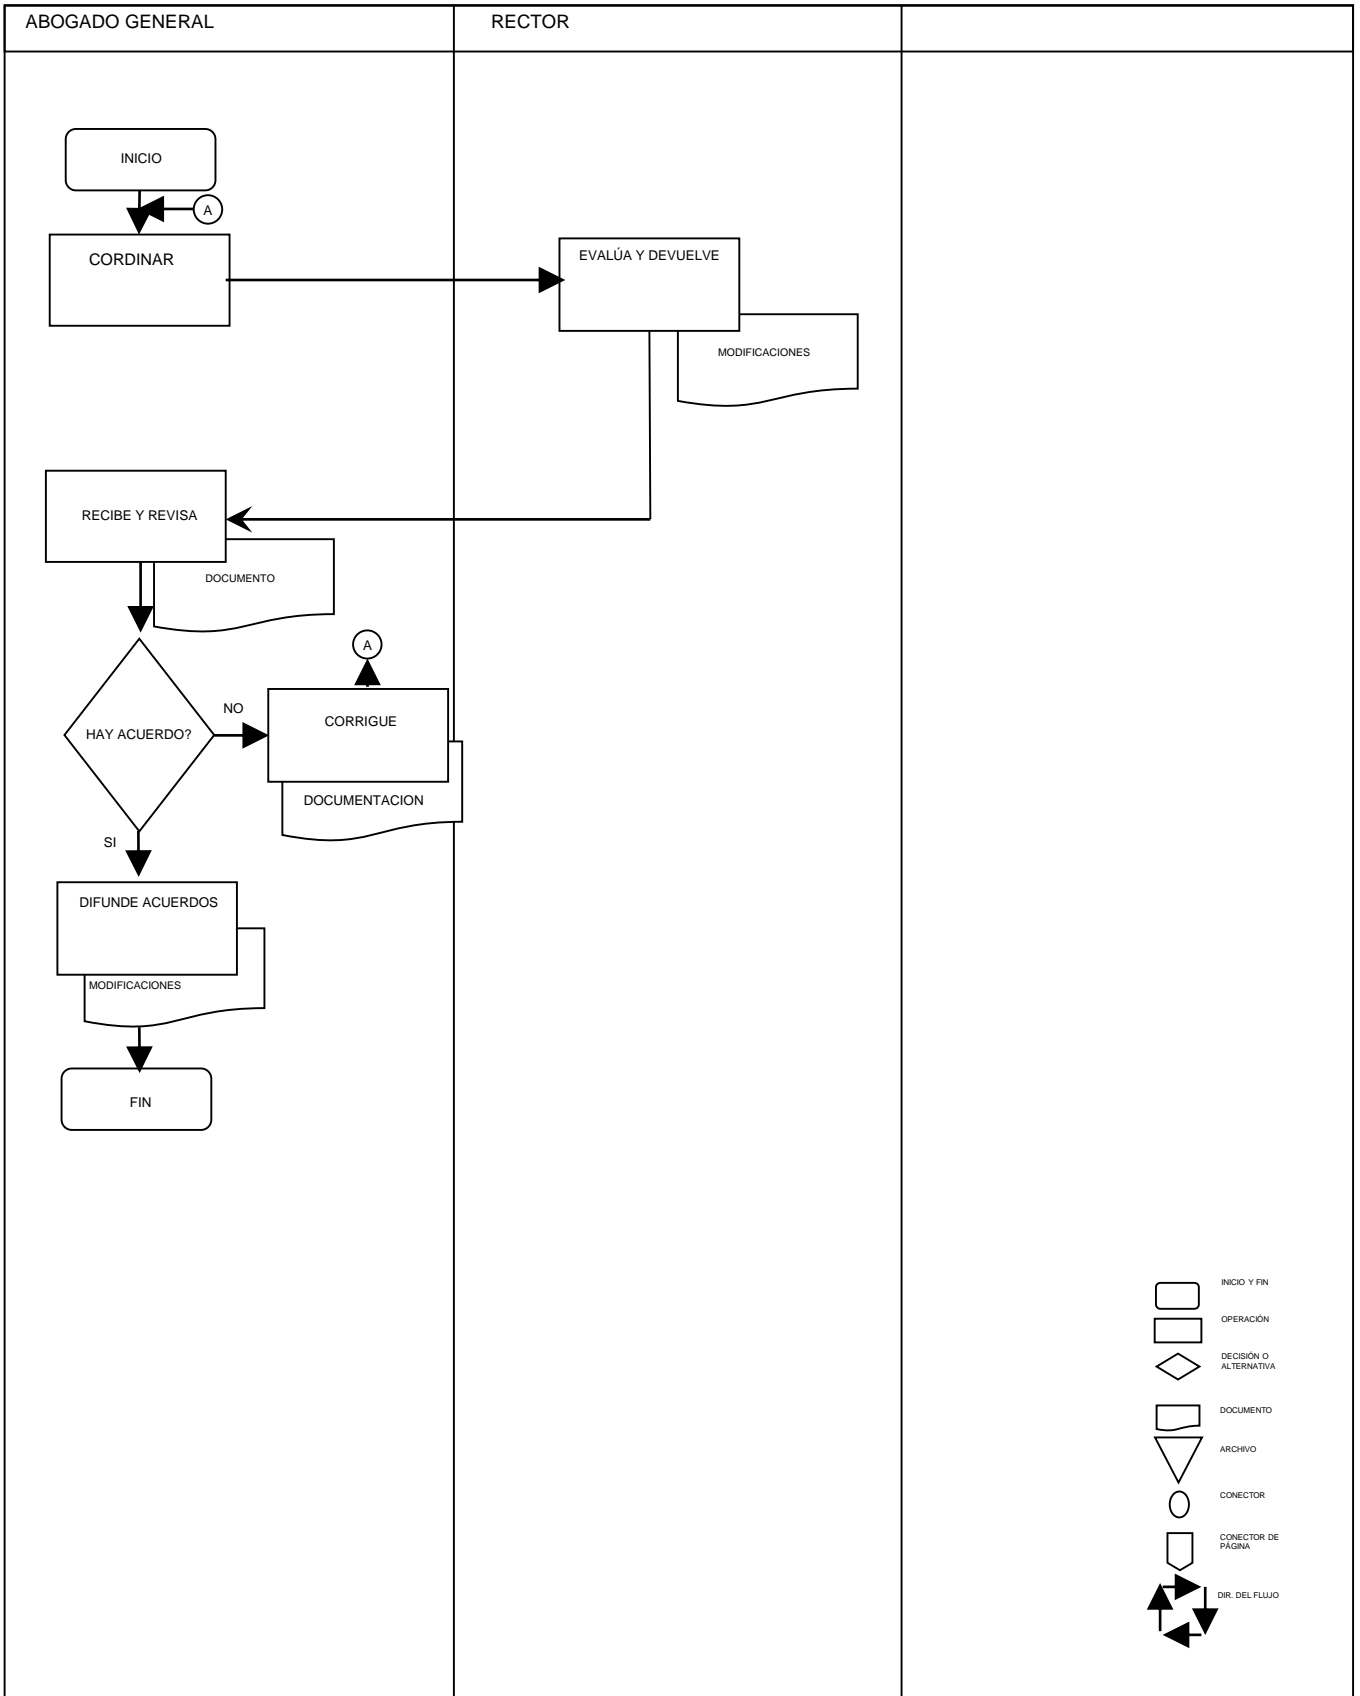 ABOGADO GENERAL
RECTOR
INICIO
A
CORDINAR
EVALÚA Y DEVUELVE
MODIFICACIONES
RECIBE Y REVISA
DOCUMENTO
A
HAY ACUERDO?
NO
CORRIGUE
DOCUMENTACION
SI
DIFUNDE ACUERDOS
MODIFICACIONES
FIN
INICIO Y FIN
OPERACIÓN
DECISIÓN O
ALTERNATIVA
DOCUMENTO
ARCHIVO
CONECTOR
CONECTOR DE
PÁGINA
DIR. DEL FLUJO